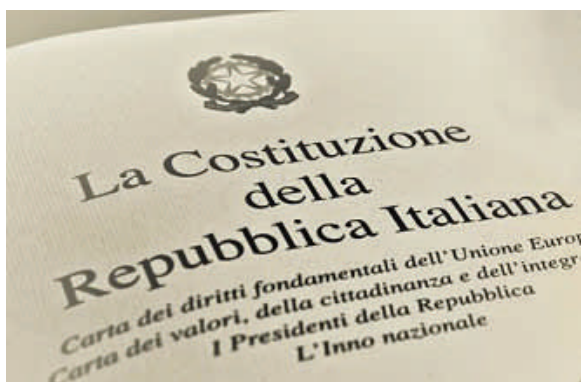 La Costituzione
della
Repubblica Italiana
Carta dei diritti fondamentali dell'Unione Europ
Carta dei valori, della cittadinanza e dell'integr
I Presidenti della Repubblica
L'Inno nazionale